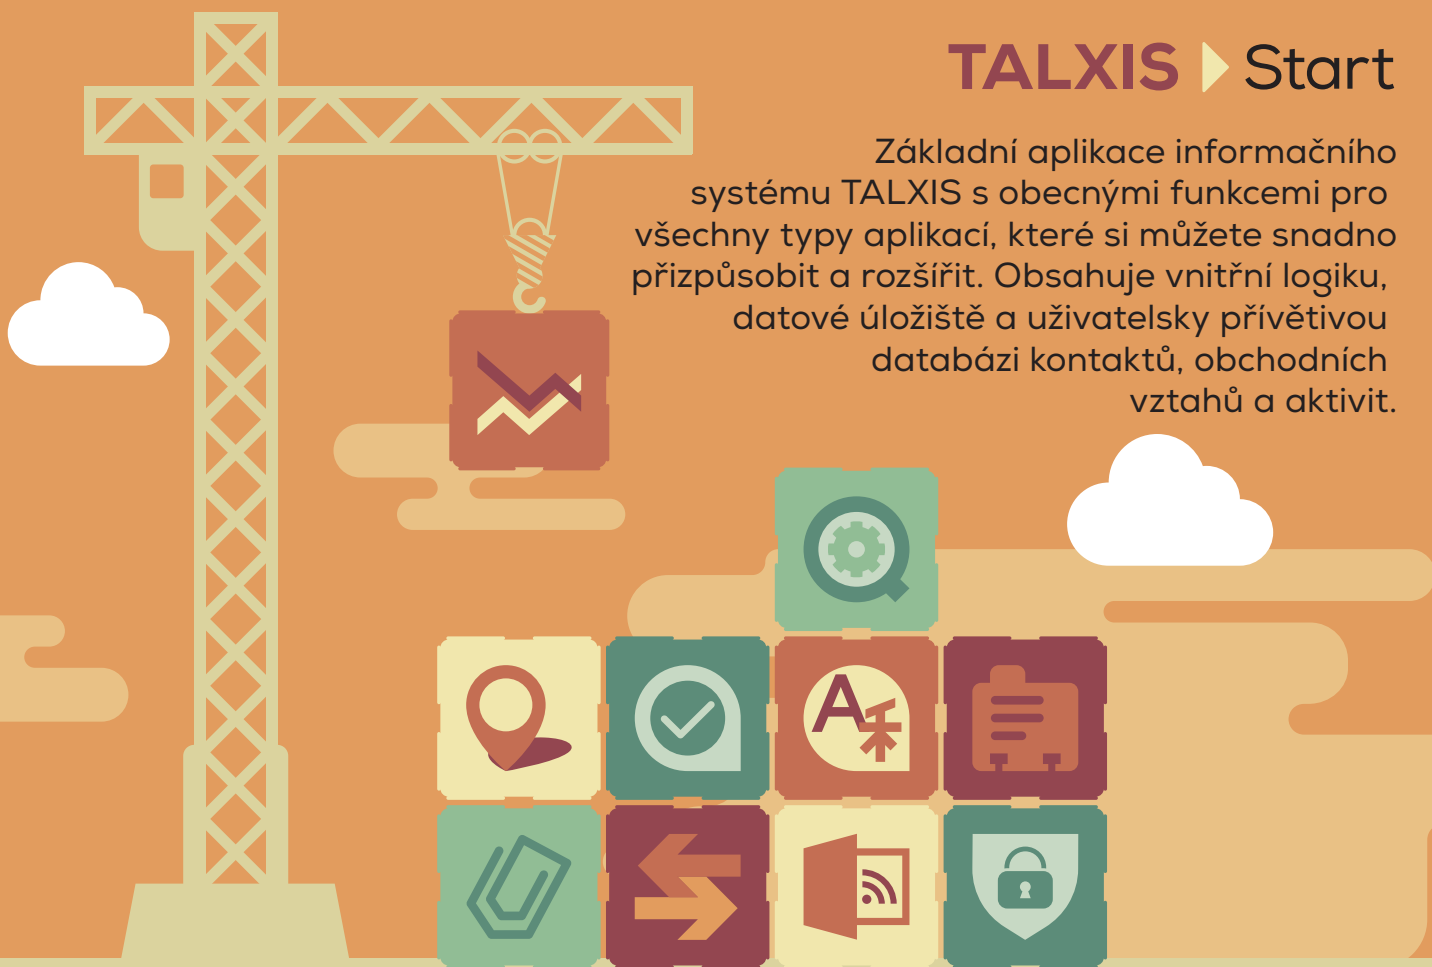 TALXIS Start
Základní aplikace informačního
systému TALXIS s obecnými funkcemi pro
všechny typy aplikací, které si můžete snadno
přizpůsobit a rozšířit. Obsahuje vnitřní logiku,
datové úložiště a uživatelsky přívětivou
databázi kontaktů, obchodních
vztahů a aktivit.
A